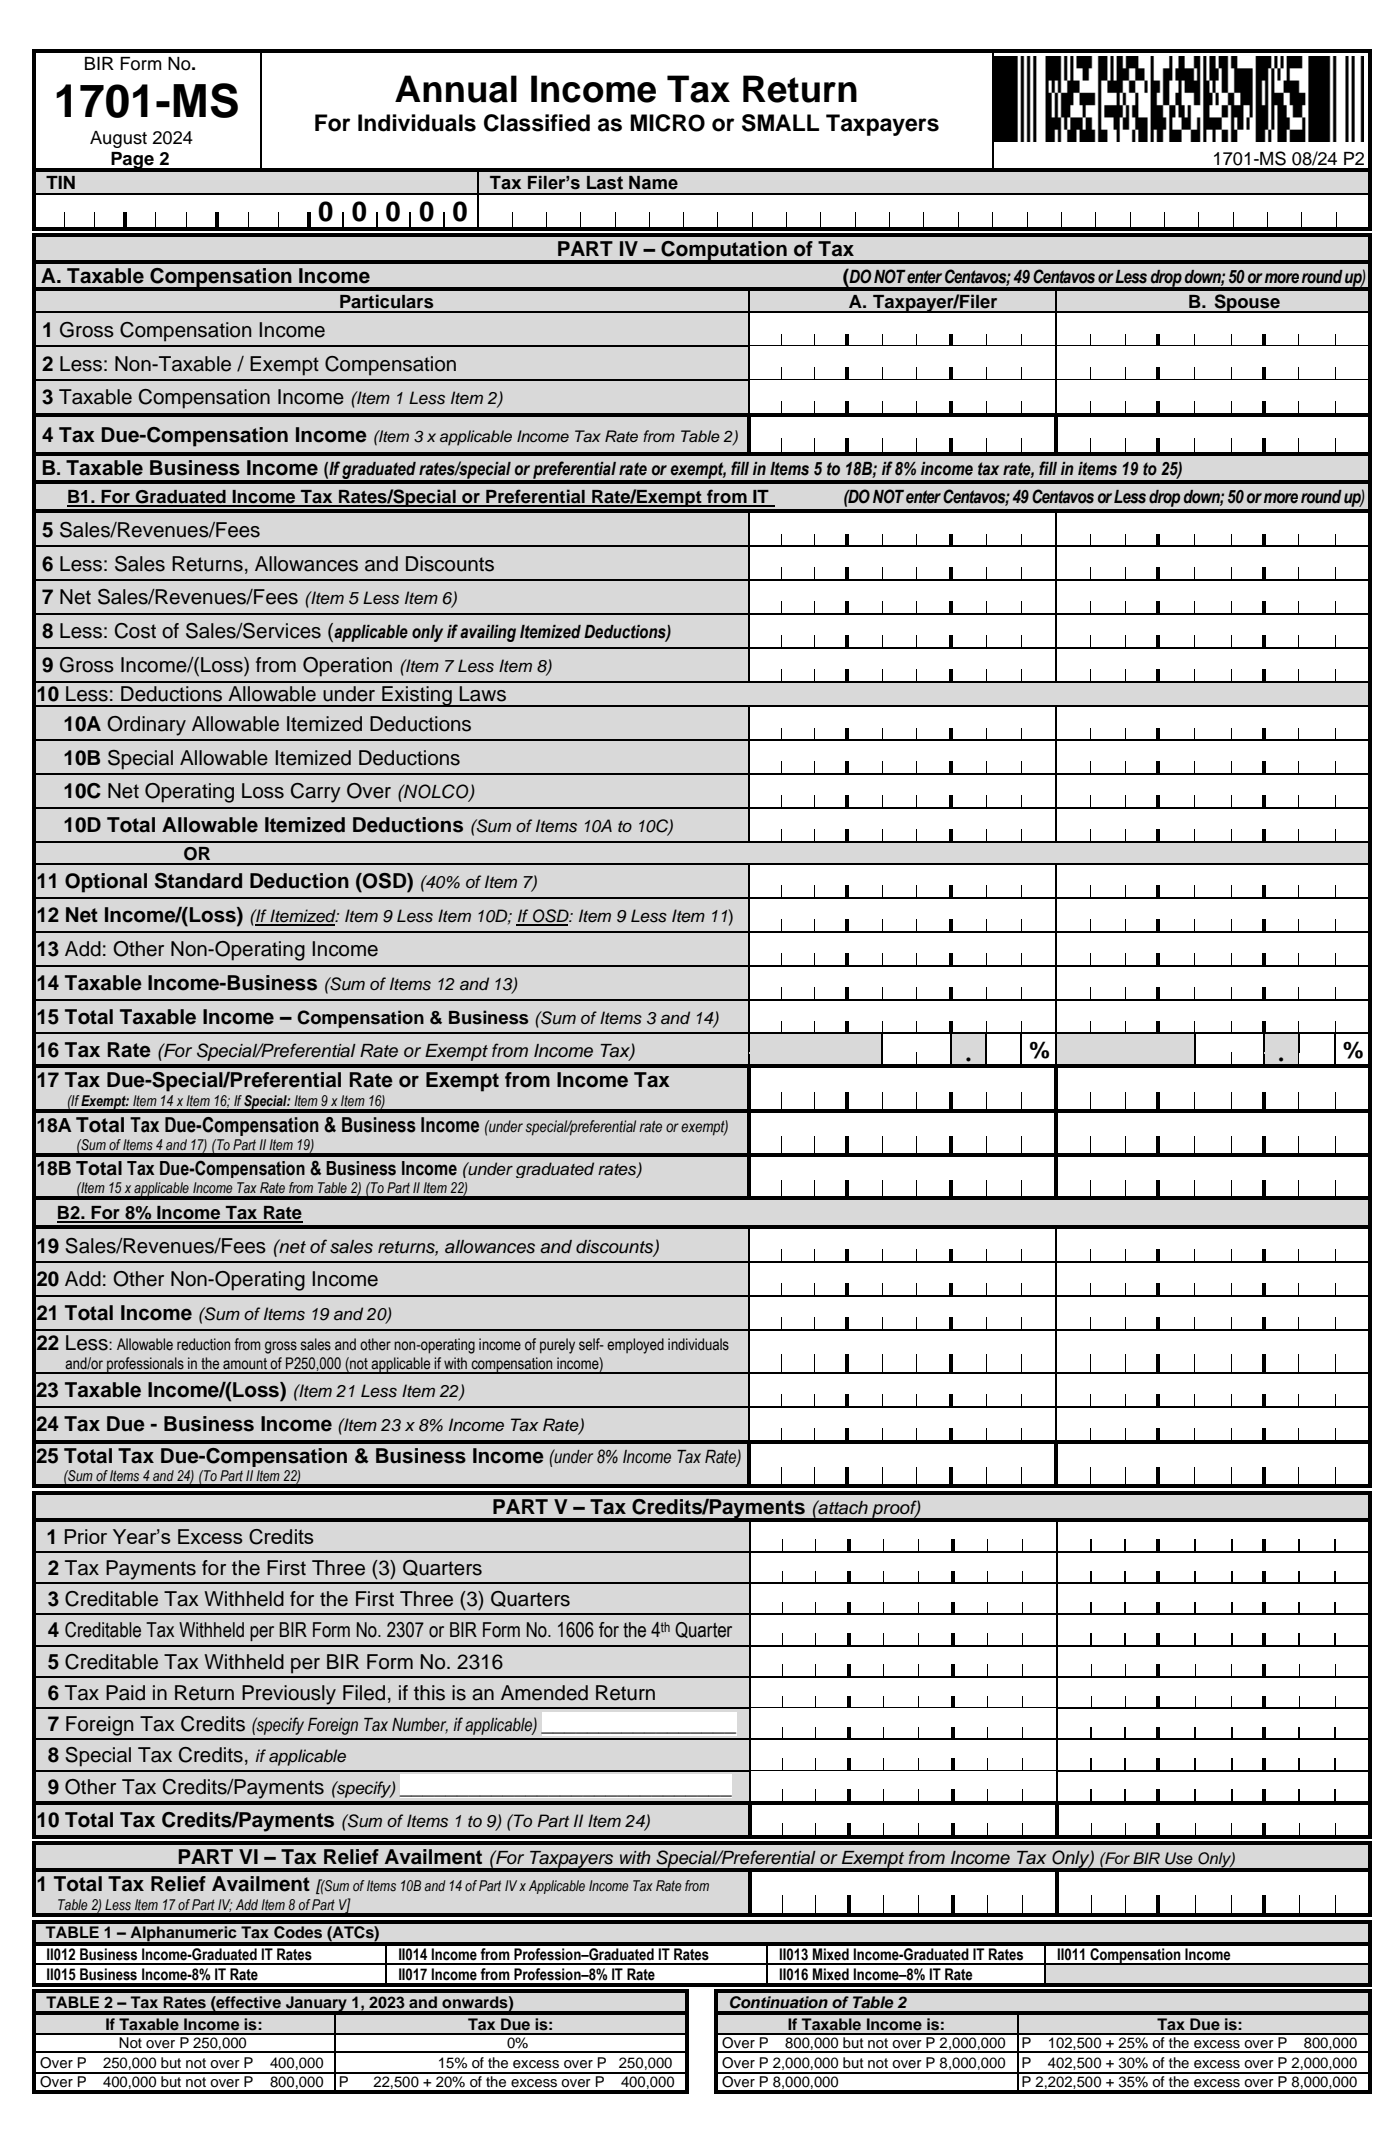 BIR Form No.
1701-MS
August 2024
Page 2
Annual Income Tax Return
For Individuals Classified as MICRO or SMALL Taxpayers
1701-MS 08/24 P2
TIN
Tax Filer's Last Name
0 0 0 0 0
PART IV – Computation of Tax
A. Taxable Compensation Income (DO NOT enter Centavos; 49 Centavos or Less drop down; 50 or more round up)
Particulars A. Taxpayer/Filer B. Spouse
1 Gross Compensation Income
2 Less: Non-Taxable / Exempt Compensation
3 Taxable Compensation Income (Item 1 Less Item 2)
4 Tax Due-Compensation Income (Item 3 x applicable Income Tax Rate from Table 2)
B. Taxable Business Income (If graduated rates/special or preferential rate or exempt, fill in Items 5 to 18B; if 8% income tax rate, fill in items 19 to 25)
B1. For Graduated Income Tax Rates/Special or Preferential Rate/Exempt from IT (DO NOT enter Centavos; 49 Centavos or Less drop down; 50 or more round up)
5 Sales/Revenues/Fees
6 Less: Sales Returns, Allowances and Discounts
7 Net Sales/Revenues/Fees (Item 5 Less Item 6)
8 Less: Cost of Sales/Services (applicable only if availing Itemized Deductions)
9 Gross Income/(Loss) from Operation (Item 7 Less Item 8)
10 Less: Deductions Allowable under Existing Laws
10A Ordinary Allowable Itemized Deductions
10B Special Allowable Itemized Deductions
10C Net Operating Loss Carry Over (NOLCO)
10D Total Allowable Itemized Deductions (Sum of Items 10A to 10C)
OR
11 Optional Standard Deduction (OSD) (40% of Item 7)
12 Net Income/(Loss) (If Itemized: Item 9 Less Item 10D; If OSD: Item 9 Less Item 11)
13 Add: Other Non-Operating Income
14 Taxable Income-Business (Sum of Items 12 and 13)
15 Total Taxable Income – Compensation & Business (Sum of Items 3 and 14)
16 Tax Rate (For Special/Preferential Rate or Exempt from Income Tax) . % . %
17 Tax Due-Special/Preferential Rate or Exempt from Income Tax
(If Exempt: Item 14 x Item 16; If Special: Item 9 x Item 16)
18A Total Tax Due-Compensation & Business Income (under special/preferential rate or exempt)
(Sum of Items 4 and 17) (To Part II Item 19)
18B Total Tax Due-Compensation & Business Income (under graduated rates)
(Item 15 x applicable Income Tax Rate from Table 2) (To Part II Item 22)
B2. For 8% Income Tax Rate
19 Sales/Revenues/Fees (net of sales returns, allowances and discounts)
20 Add: Other Non-Operating Income
21 Total Income (Sum of Items 19 and 20)
22 Less: Allowable reduction from gross sales and other non-operating income of purely self- employed individuals
and/or professionals in the amount of P250,000 (not applicable if with compensation income)
23 Taxable Income/(Loss) (Item 21 Less Item 22)
24 Tax Due - Business Income (Item 23 x 8% Income Tax Rate)
25 Total Tax Due-Compensation & Business Income (under 8% Income Tax Rate)
(Sum of Items 4 and 24) (To Part II Item 22)
PART V – Tax Credits/Payments (attach proof)
1 Prior Year's Excess Credits
2 Tax Payments for the First Three (3) Quarters
3 Creditable Tax Withheld for the First Three (3) Quarters
4 Creditable Tax Withheld per BIR Form No. 2307 or BIR Form No. 1606 for the 4th Quarter
5 Creditable Tax Withheld per BIR Form No. 2316
6 Tax Paid in Return Previously Filed, if this is an Amended Return
7 Foreign Tax Credits (specify Foreign Tax Number, if applicable)
8 Special Tax Credits, if applicable
9 Other Tax Credits/Payments (specify)
10 Total Tax Credits/Payments (Sum of Items 1 to 9) (To Part II Item 24)
PART VI – Tax Relief Availment (For Taxpayers with Special/Preferential or Exempt from Income Tax Only) (For BIR Use Only)
1 Total Tax Relief Availment [(Sum of Items 10B and 14 of Part IV x Applicable Income Tax Rate from
Table 2) Less Item 17 of Part IV; Add Item 8 of Part V]
TABLE 1 – Alphanumeric Tax Codes (ATCs)
II012 Business Income-Graduated IT Rates II014 Income from Profession–Graduated IT Rates II013 Mixed Income-Graduated IT Rates II011 Compensation Income
II015 Business Income-8% IT Rate II017 Income from Profession–8% IT Rate II016 Mixed Income–8% IT Rate
TABLE 2 – Tax Rates (effective January 1, 2023 and onwards)
If Taxable Income is: Tax Due is:
Not over P 250,000 0%
Over P 250,000 but not over P 400,000 15% of the excess over P 250,000
Over P 400,000 but not over P 800,000 P 22,500 + 20% of the excess over P 400,000
Continuation of Table 2
If Taxable Income is: Tax Due is:
Over P 800,000 but not over P 2,000,000 P 102,500 + 25% of the excess over P 800,000
Over P 2,000,000 but not over P 8,000,000 P 402,500 + 30% of the excess over P 2,000,000
Over P 8,000,000 P 2,202,500 + 35% of the excess over P 8,000,000